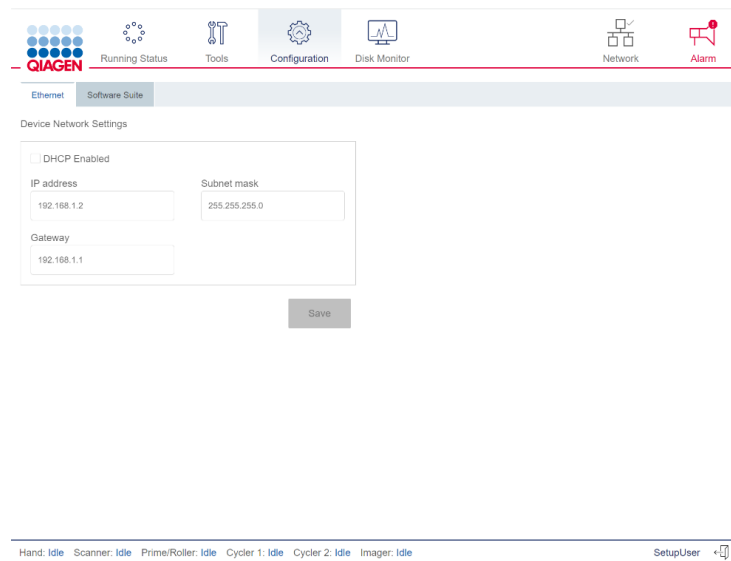 QIAGEN
Running Status Tools Configuration Disk Monitor Network Alarm
Ethernet Software Suite
Device Network Settings
DHCP Enabled
IP address Subnet mask
192.168.1.2 255.255.255.0
Gateway
192.168.1.1
Save
Hand: Idle Scanner: Idle Prime/Roller: Idle Cycler 1: Idle Cycler 2: Idle Imager: Idle SetupUser